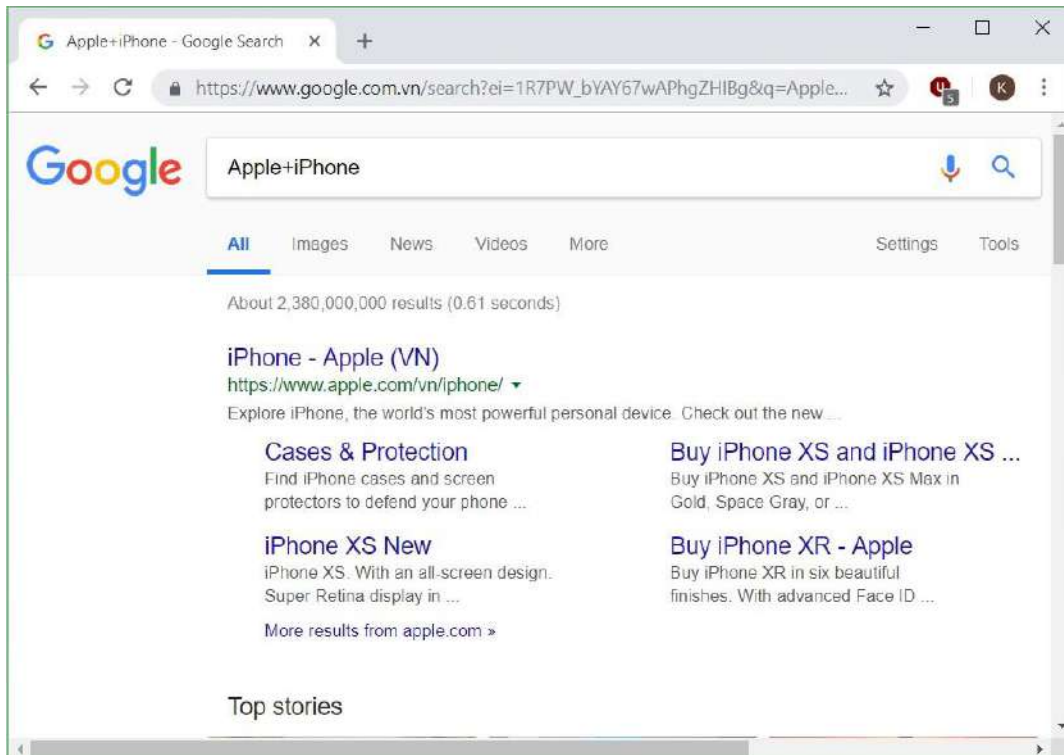 Apple+iPhone - Google Search
https://www.google.com.vn/search?ei=1R7PW_bYAY67wAPhgZHIBg&q=Apple...
5
K
Google
Apple+iPhone
All Images News Videos More Settings Tools
About 2,380,000,000 results (0.61 seconds)
iPhone - Apple (VN)
https://www.apple.com/vn/iphone/
Explore iPhone, the world's most powerful personal device. Check out the new ...
Cases & Protection
Find iPhone cases and screen
protectors to defend your phone ...
Buy iPhone XS and iPhone XS ...
Buy iPhone XS and iPhone XS Max in
Gold, Space Gray, or ...
iPhone XS New
iPhone XS. With an all-screen design.
Super Retina display in ...
Buy iPhone XR - Apple
Buy iPhone XR in six beautiful
finishes. With advanced Face ID ...
More results from apple.com »
Top stories